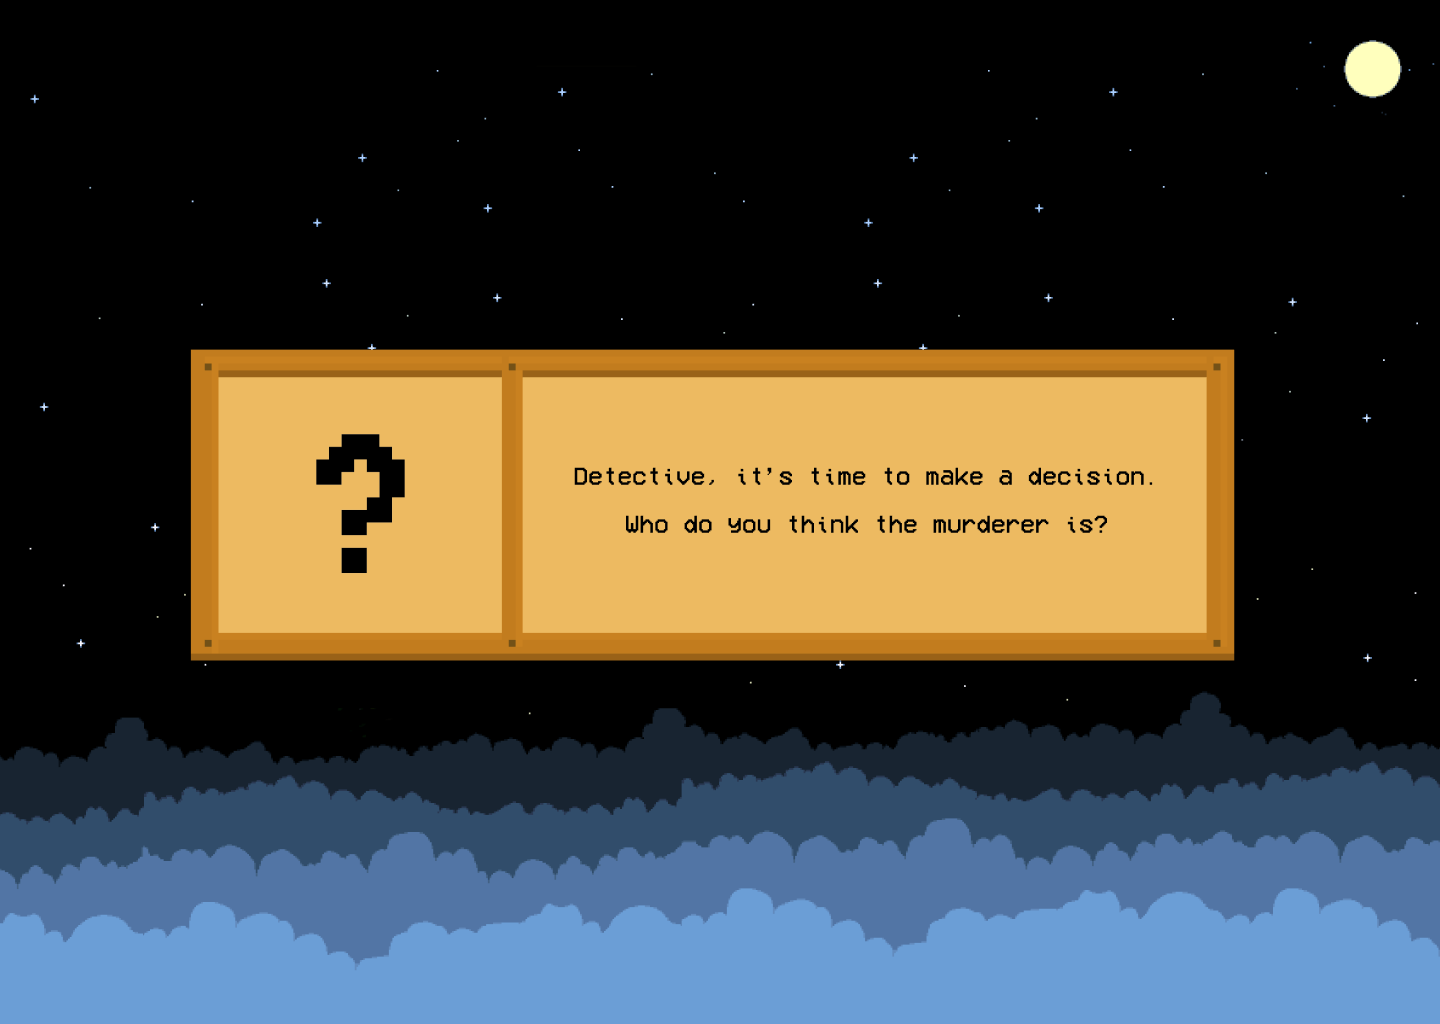 ?
Detective, it's time to make a decision.
Who do you think the murderer is?